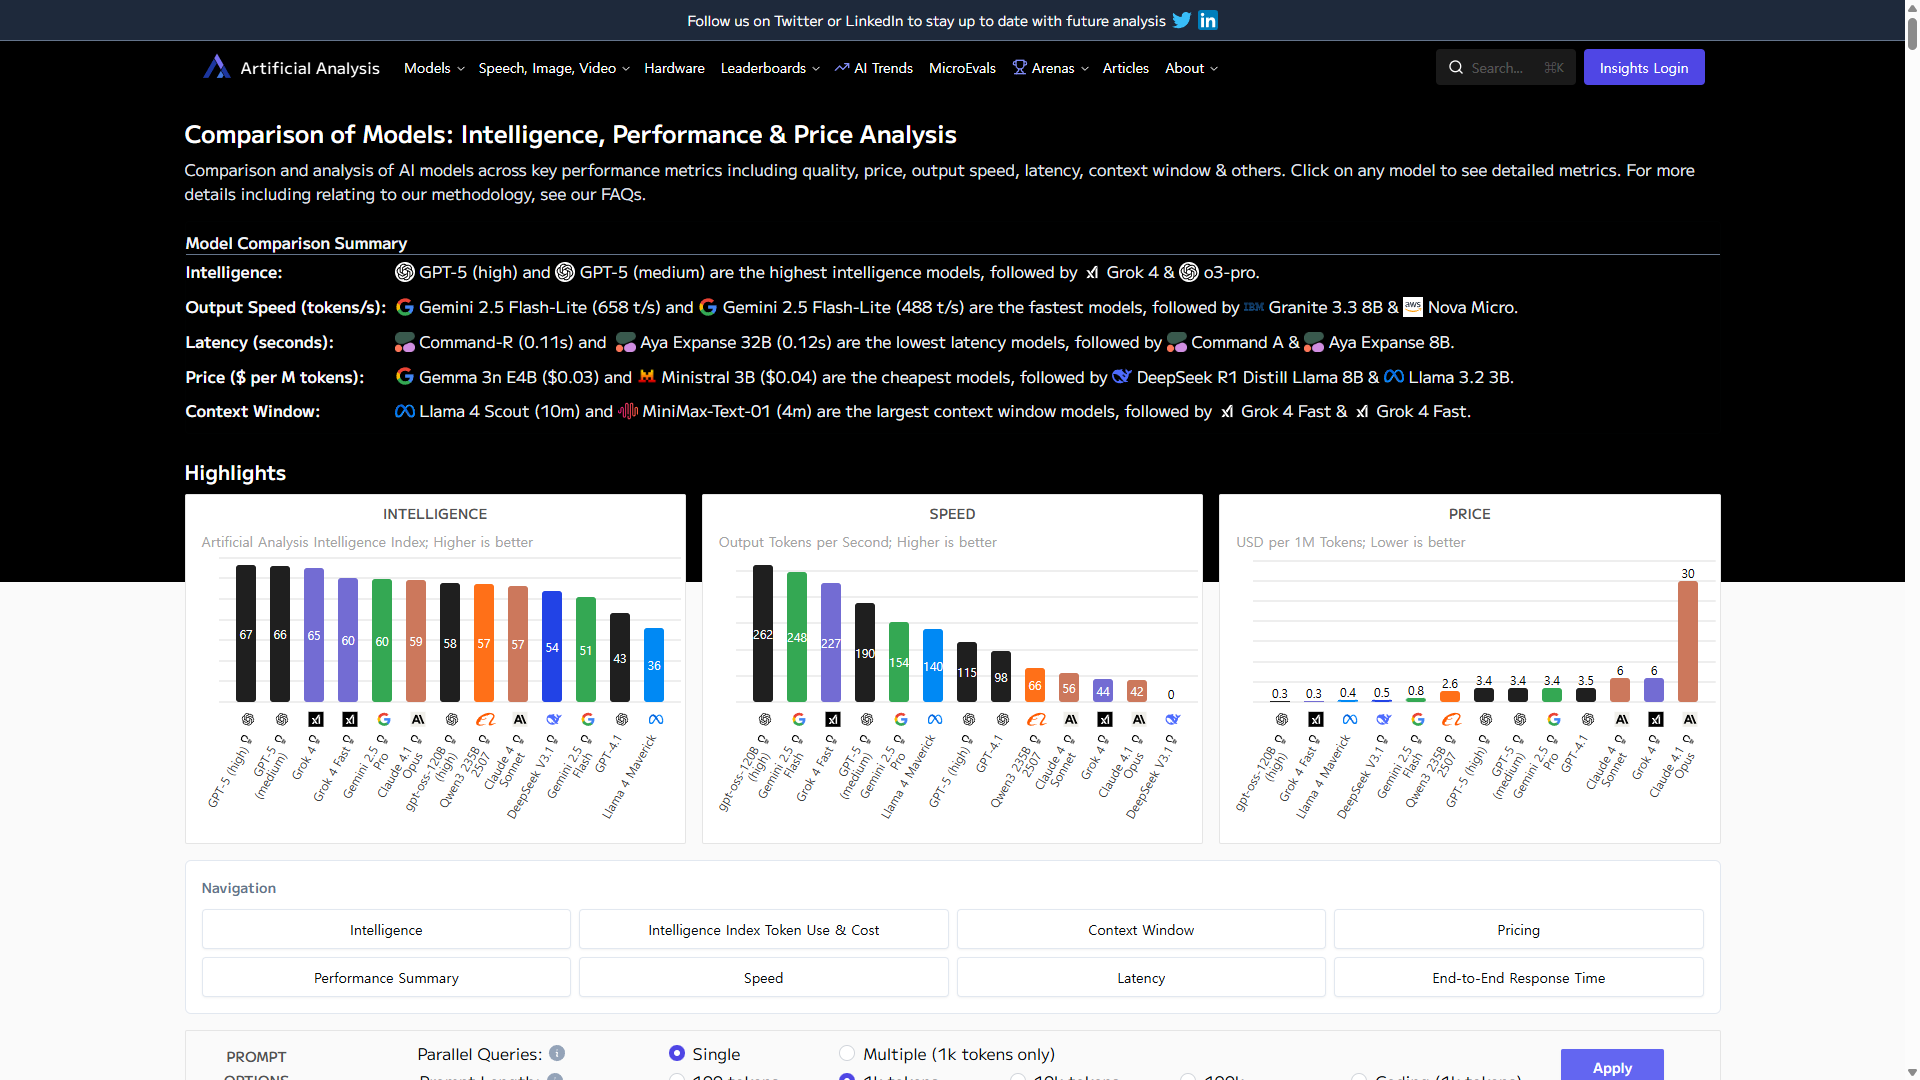 Follow us on Twitter or LinkedIn to stay up to date with future analysis
Artificial Analysis
Models
Speech, Image, Video
Hardware
Leaderboards
AI Trends
MicroEvals
Arenas
Articles
About
Search...
⌘K
Insights Login
Comparison of Models: Intelligence, Performance & Price Analysis
Comparison and analysis of AI models across key performance metrics including quality, price, output speed, latency, context window & others. Click on any model to see detailed metrics. For more
details including relating to our methodology, see our FAQs.
Model Comparison Summary
Intelligence: GPT-5 (high) and GPT-5 (medium) are the highest intelligence models, followed by Grok 4 & o3-pro.
Output Speed (tokens/s): Gemini 2.5 Flash-Lite (658 t/s) and Gemini 2.5 Flash-Lite (488 t/s) are the fastest models, followed by IBM Granite 3.3 8B & aws Nova Micro.
Latency (seconds): Command-R (0.11s) and Aya Expanse 32B (0.12s) are the lowest latency models, followed by Command A & Aya Expanse 8B.
Price ($ per M tokens): Gemma 3n E4B ($0.03) and Ministral 3B ($0.04) are the cheapest models, followed by DeepSeek R1 Distill Llama 8B & Llama 3.2 3B.
Context Window: Llama 4 Scout (10m) and MiniMax-Text-01 (4m) are the largest context window models, followed by Grok 4 Fast & Grok 4 Fast.
Highlights
INTELLIGENCE
Artificial Analysis Intelligence Index; Higher is better
67 66 65 60 60 59 58 57 57 54 51 43 36
GPT-5 (high)
GPT-5 (medium)
Grok 4
Grok 4 Fast
Gemini 2.5 Pro
Claude 4.1 Opus
gpt-oss-120B (high)
Qwen3 235B 2507
Claude 4 Sonnet
DeepSeek V3.1
Gemini 2.5 Flash
GPT-4.1
Llama 4 Maverick
SPEED
Output Tokens per Second; Higher is better
262 248 227 190 154 140 115 98 66 56 44 42 0
gpt-oss-120B (high)
Gemini 2.5 Flash
Grok 4 Fast
GPT-5 (medium)
Gemini 2.5 Pro
Llama 4 Maverick
GPT-5 (high)
GPT-4.1
Qwen3 235B 2507
Claude 4 Sonnet
Grok 4
Claude 4.1 Opus
DeepSeek V3.1
PRICE
USD per 1M Tokens; Lower is better
0.3 0.3 0.4 0.5 0.8 2.6 3.4 3.4 3.4 3.5 6 6 30
gpt-oss-120B (high)
Grok 4 Fast
Llama 4 Maverick
DeepSeek V3.1
Gemini 2.5 Flash
Qwen3 235B 2507
GPT-5 (high)
GPT-5 (medium)
Gemini 2.5 Pro
GPT-4.1
Claude 4 Sonnet
Grok 4
Claude 4.1 Opus
Navigation
Intelligence
Intelligence Index Token Use & Cost
Context Window
Pricing
Performance Summary
Speed
Latency
End-to-End Response Time
PROMPT
OPTIONS
Parallel Queries:
Single
Multiple (1k tokens only)
Apply
Prompt Length:
100 tokens
1k tokens
10k tokens
100k
Coding (1k tokens)